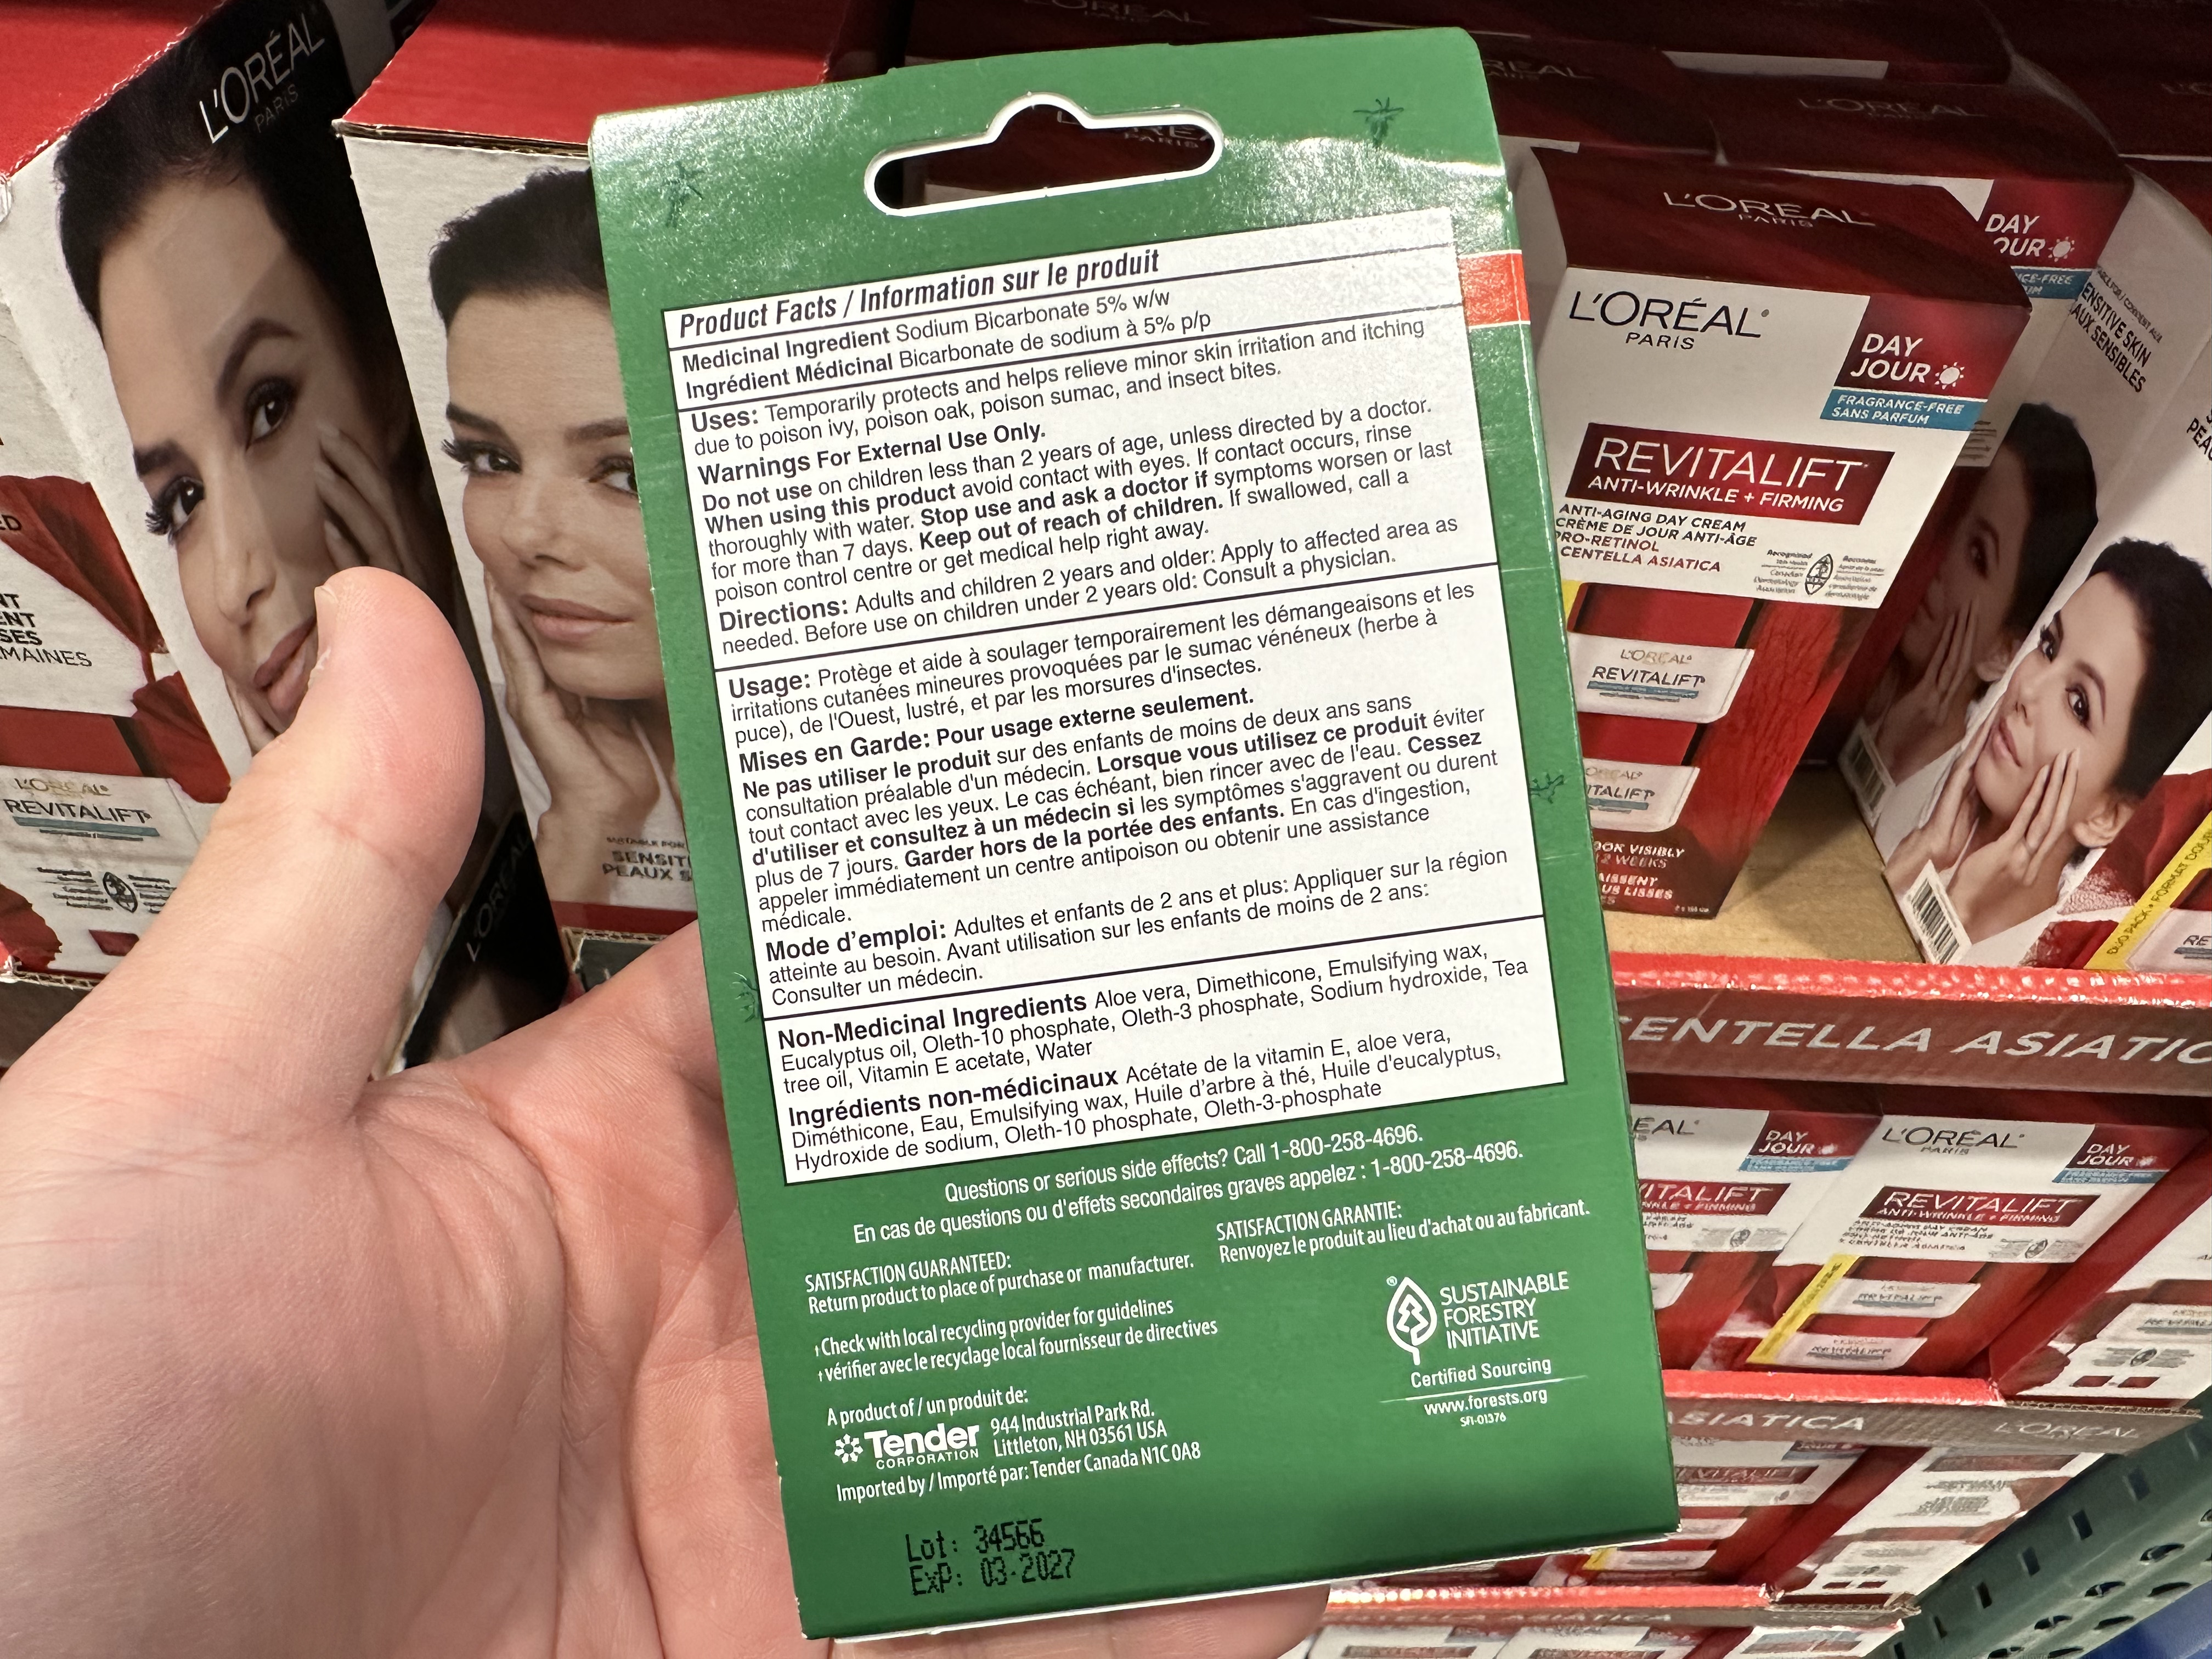 Product Facts / Information sur le produit
Medicinal Ingredient Sodium Bicarbonate 5% w/w
Ingrédient Médicinal Bicarbonate de sodium à 5% p/p
Uses: Temporarily protects and helps relieve minor skin irritation and itching
due to poison ivy, poison oak, poison sumac, and insect bites.
Warnings For External Use Only.
Do not use on children less than 2 years of age, unless directed by a doctor.
When using this product avoid contact with eyes. If contact occurs, rinse
thoroughly with water. Stop use and ask a doctor if symptoms worsen or last
for more than 7 days. Keep out of reach of children. If swallowed, call a
poison control centre or get medical help right away.
Directions: Adults and children 2 years and older: Apply to affected area as
needed. Before use on children under 2 years old: Consult a physician.
Usage: Protège et aide à soulager temporairement les démangeaisons et les
irritations cutanées mineures provoquées par le sumac vénéneux (herbe à
puce), de l'Ouest, lustré, et par les morsures d'insectes.
Mises en Garde: Pour usage externe seulement.
Ne pas utiliser le produit sur des enfants de moins de deux ans sans
consultation préalable d'un médecin. Lorsque vous utilisez ce produit éviter
tout contact avec les yeux. Le cas échéant, bien rincer avec de l'eau. Cessez
d'utiliser et consultez à un médecin si les symptômes s'aggravent ou durent
plus de 7 jours. Garder hors de la portée des enfants. En cas d'ingestion,
appeler immédiatement un centre antipoison ou obtenir une assistance
médicale.
Mode d'emploi: Adultes et enfants de 2 ans et plus: Appliquer sur la région
atteinte au besoin. Avant utilisation sur les enfants de moins de 2 ans:
Consulter un médecin.
Non-Medicinal Ingredients Aloe vera, Dimethicone, Emulsifying wax,
Eucalyptus oil, Oleth-10 phosphate, Oleth-3 phosphate, Sodium hydroxide, Tea
tree oil, Vitamin E acetate, Water
Ingrédients non-médicinaux Acétate de la vitamin E, aloe vera,
Diméthicone, Eau, Emulsifying wax, Huile d'arbre à thé, Huile d'eucalyptus,
Hydroxide de sodium, Oleth-10 phosphate, Oleth-3-phosphate
Questions or serious side effects? Call 1-800-258-4696.
En cas de questions ou d'effets secondaires graves appelez : 1-800-258-4696.
SATISFACTION GUARANTEED:
Return product to place of purchase or manufacturer.
SATISFACTION GARANTIE:
Renvoyez le produit au lieu d'achat ou au fabricant.
†Check with local recycling provider for guidelines
†vérifier avec le recyclage local fournisseur de directives
SUSTAINABLE
FORESTRY
INITIATIVE
Certified Sourcing
www.forests.org
SFI-01376
A product of / un produit de:
Tender
CORPORATION
944 Industrial Park Rd.
Littleton, NH 03561 USA
Imported by / Importé par: Tender Canada N1C 0A8
Lot: 34566
EXP: 03-2027
L'ORÉAL
PARIS
L'ORÉAL
PARIS
L'ORÉAL
PARIS
DAY
JOUR
FRAGRANCE-FREE
SANS PARFUM
REVITALIFT
ANTI-WRINKLE + FIRMING
ANTI-AGING DAY CREAM
CRÈME DE JOUR ANTI-ÂGE
PRO-RETINOL
CENTELLA ASIATICA
L'ORÉAL
REVITALIFT
DAY
SENSITIVE SKIN
L'ORÉAL
REVITALIFT
CENTELLA ASIATIC
DAY
JOUR
L'ORÉAL
PARIS
DAY
JOUR
REVITALIFT
ANTI-WRINKLE + FIRMING
ASIATICA
L'ORÉAL